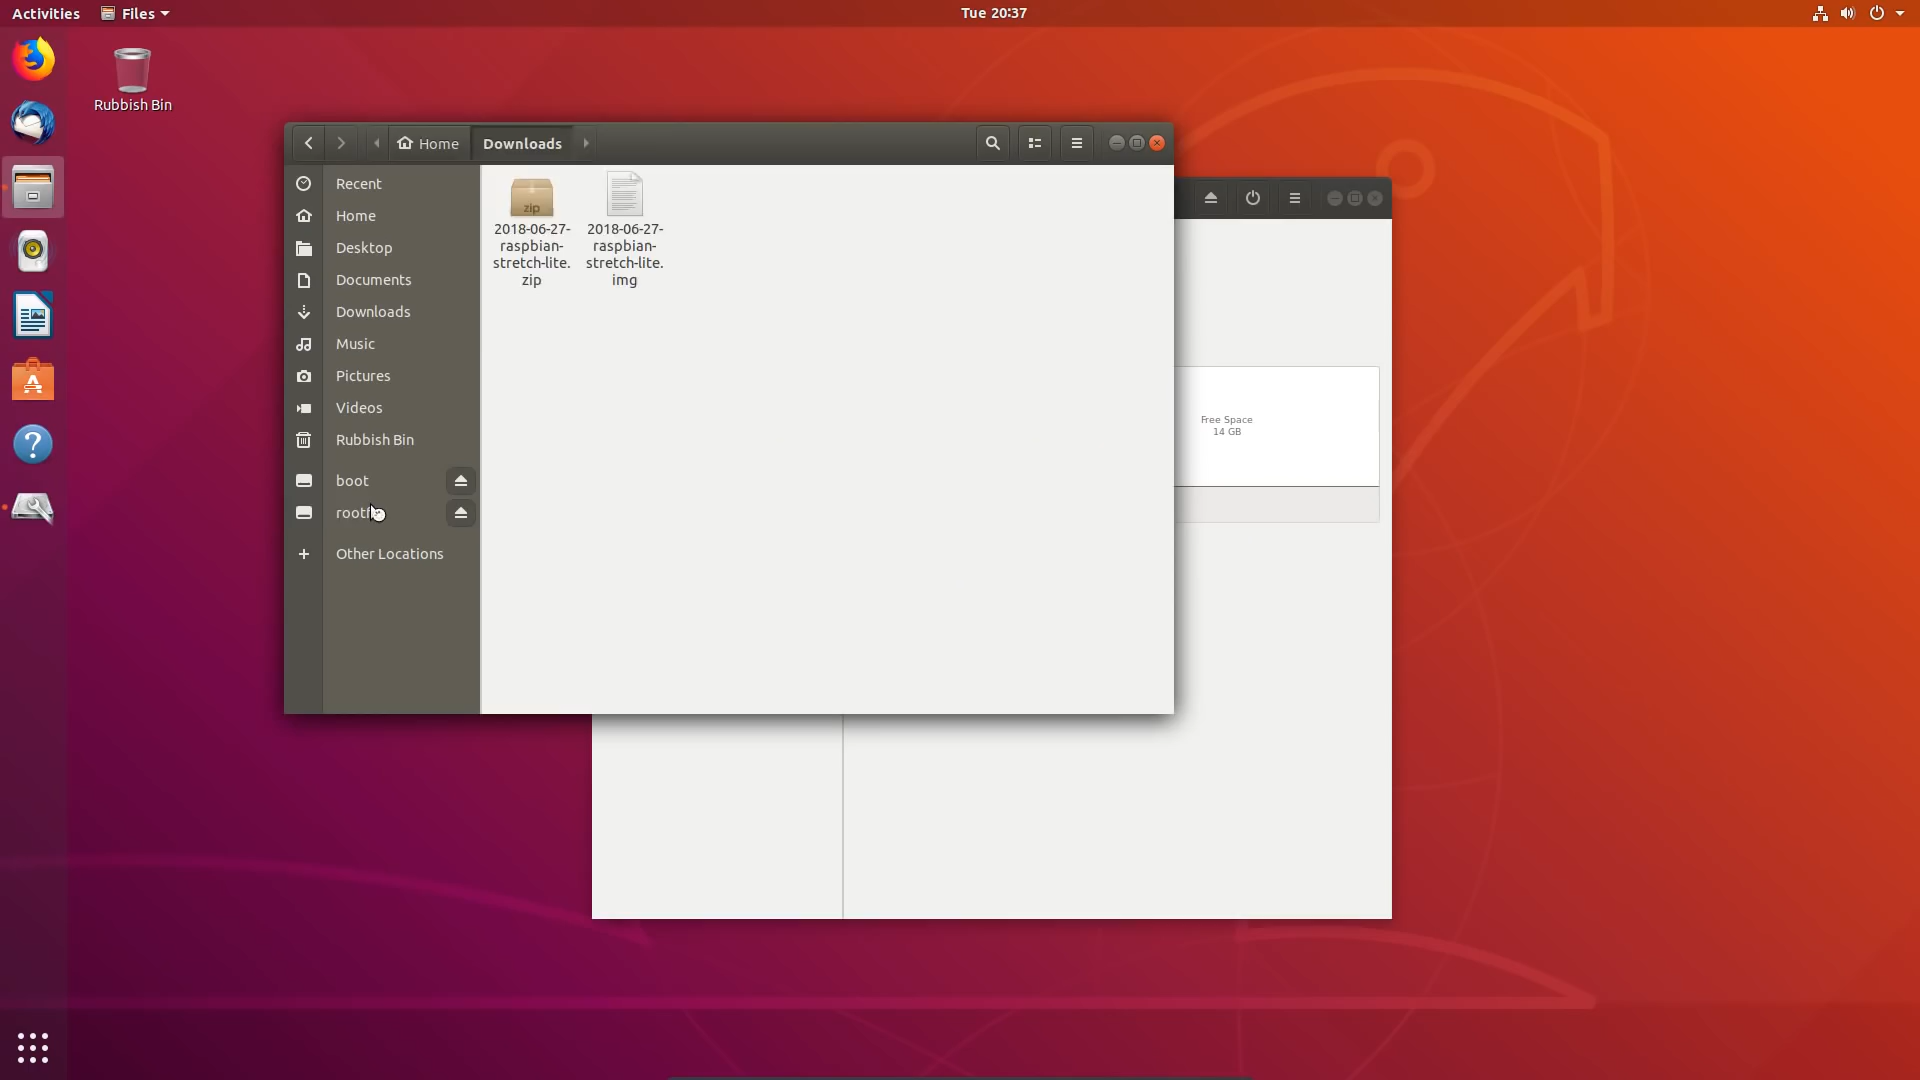 Activities
Files
Tue 20:37
Rubbish Bin
Home
Downloads
Recent
Home
Desktop
Documents
Downloads
Music
Pictures
Videos
Rubbish Bin
boot
Other Locations
zip
2018-06-27-
raspbian-
stretch-lite.
zip
2018-06-27-
raspbian-
stretch-lite.
img
Free Space
14 GB